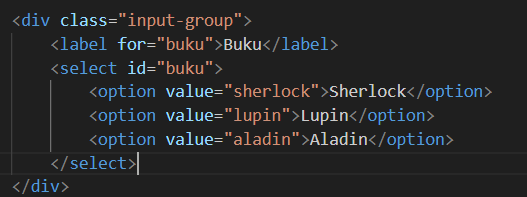 <div class="input-group">
    <label for="buku">Buku</label>
    <select id="buku">
        <option value="sherlock">Sherlock</option>
        <option value="lupin">Lupin</option>
        <option value="aladin">Aladin</option>
    </select>
</div>